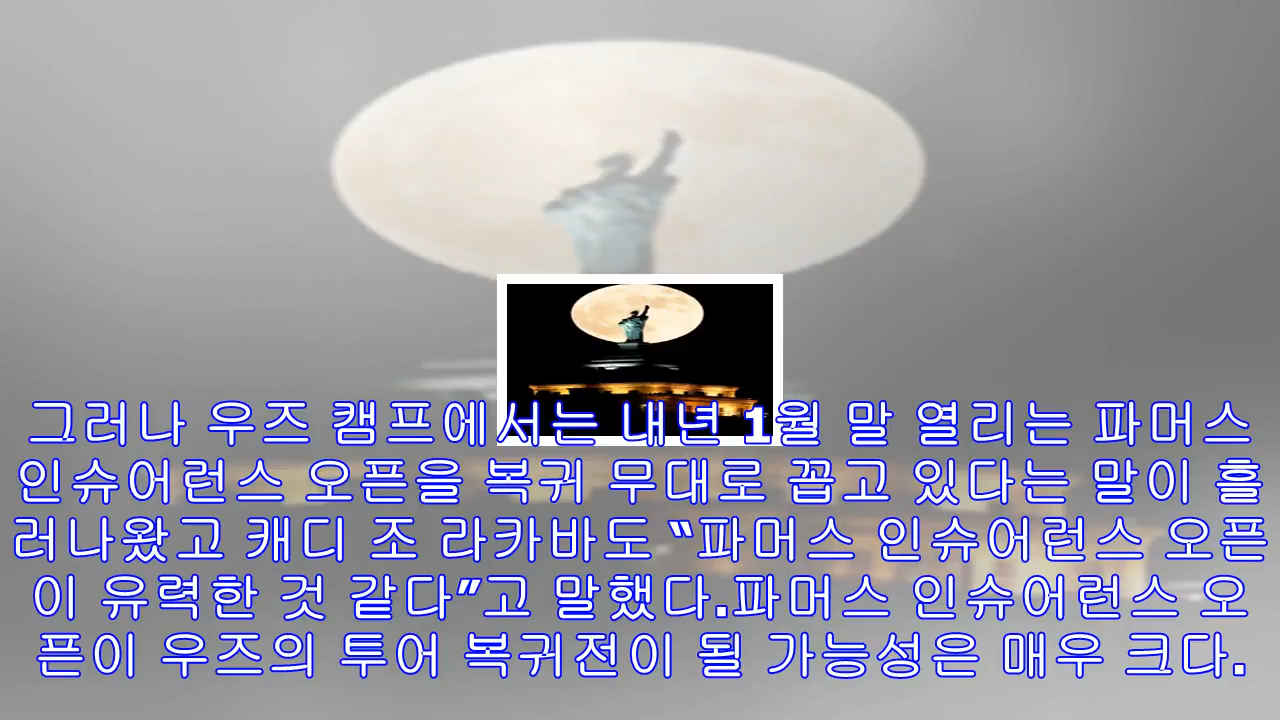 그러나 우즈 캠프에서는 내년 1월 말 열리는 파머스
인슈어런스 오픈을 복귀 무대로 꼽고 있다는 말이 흘
러나왔고 캐디 조 라카바도 “파머스 인슈어런스 오픈
이 유력한 것 같다”고 말했다.파머스 인슈어런스 오
픈이 우즈의 투어 복귀전이 될 가능성은 매우 크다.